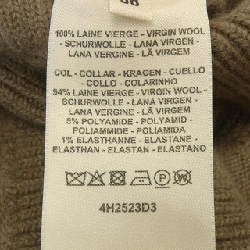 100% LAINE VIERGE - VIRGIN WOOL
- SCHURWOLLE - LANA VIRGEN
- LANA VERGINE - LÃ VIRGEM
COL - COLLAR - KRAGEN - CUELLO
COLLO - COLARINHO
94% LAINE VIERGE - VIRGIN WOOL
- SCHURWOLLE - LANA VIRGEN -
LANA VERGINE - LÃ VIRGEM
5% POLYAMIDE - POLYAMID -
POLIAMMIDE - POLIAMIDA
1% ELASTHANNE - ELASTANE -
ELASTHAN - ELASTAN - ELASTANO
4H2523D3